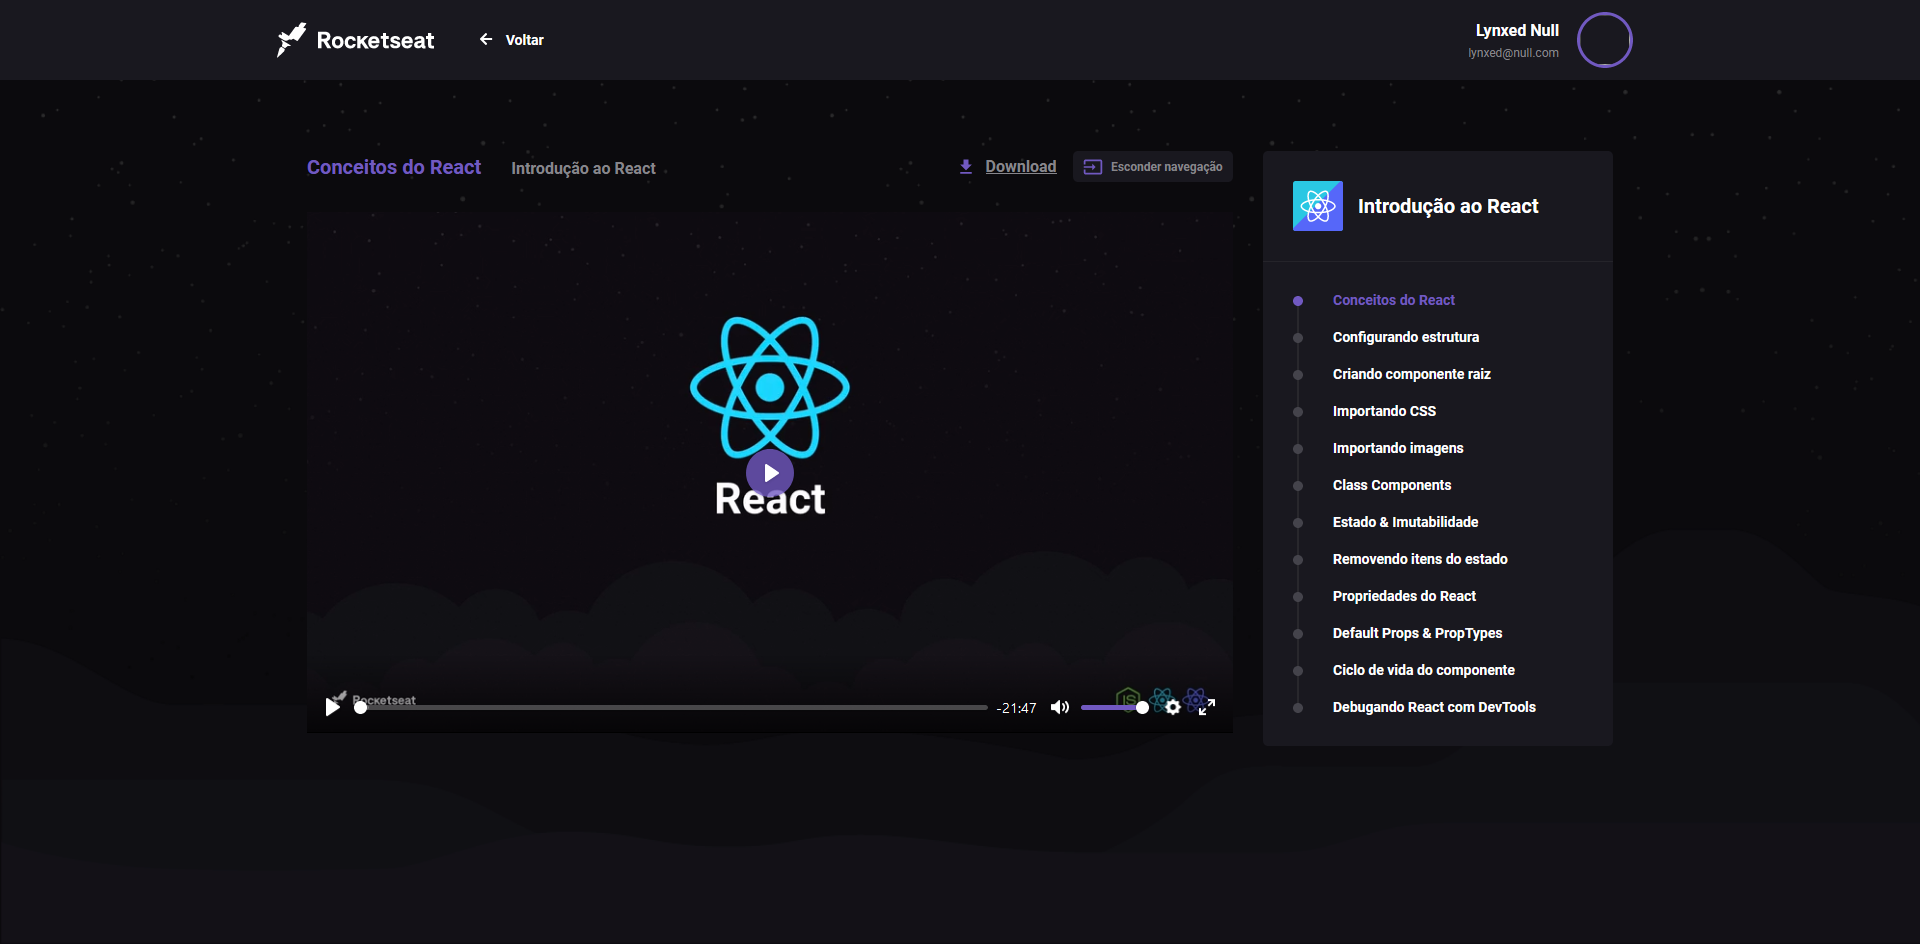 Rocketseat
Voltar
Lynxed Null
lynxed@null.com
Conceitos do React
Introdução ao React
Download
Esconder navegação
React
Rocketseat
-21:47
JS
Introdução ao React
Conceitos do React
Configurando estrutura
Criando componente raiz
Importando CSS
Importando imagens
Class Components
Estado & Imutabilidade
Removendo itens do estado
Propriedades do React
Default Props & PropTypes
Ciclo de vida do componente
Debugando React com DevTools